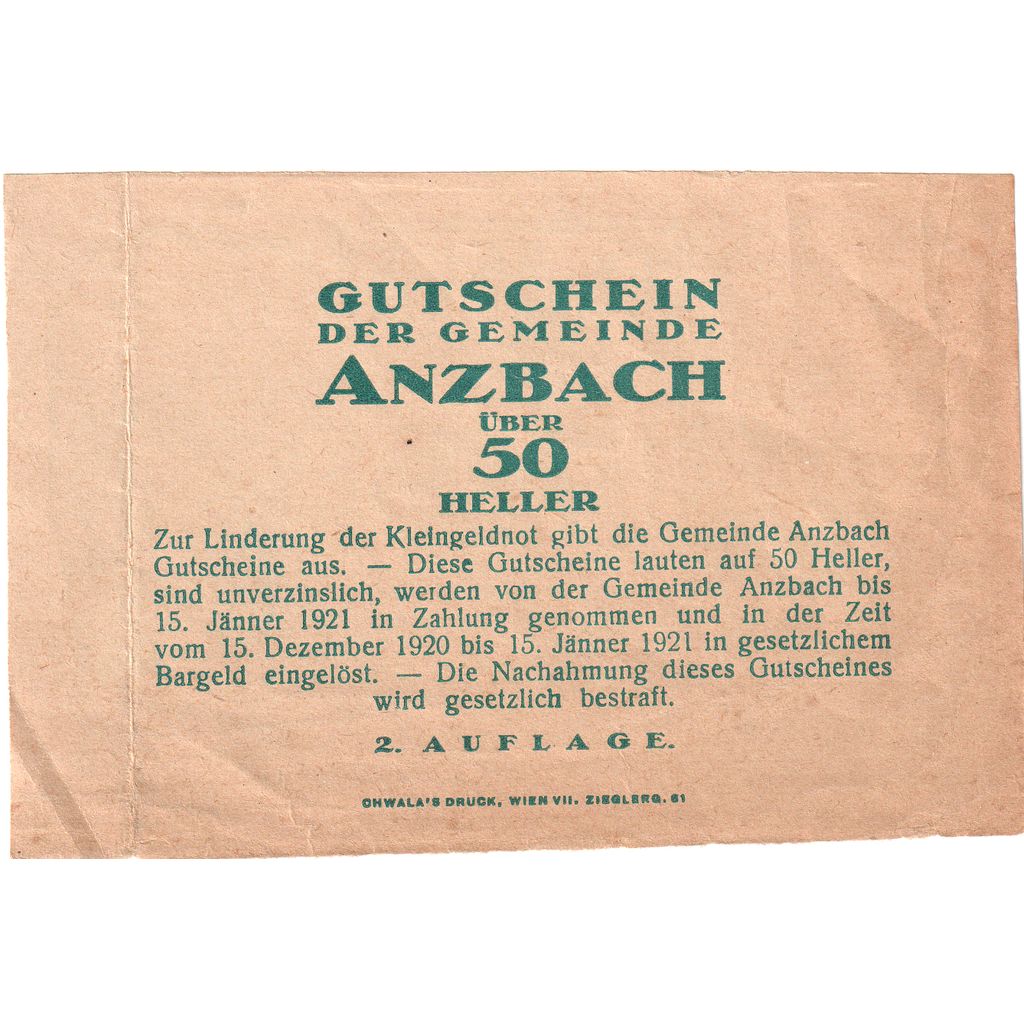 GUTSCHEIN
DER GEMEINDE
ANZBACH
ÜBER
50
HELLER
Zur Linderung der Kleingeldnot gibt die Gemeinde Anzbach
Gutscheine aus. — Diese Gutscheine lauten auf 50 Heller,
sind unverzinslich, werden von der Gemeinde Anzbach bis
15. Jänner 1921 in Zahlung genommen und in der Zeit
vom 15. Dezember 1920 bis 15. Jänner 1921 in gesetzlichem
Bargeld eingelöst. — Die Nachahmung dieses Gutscheines
wird gesetzlich bestraft.
2. AUFLAGE.
CHWALA'S DRUCK, WIEN VII. ZIEGLERG. 61